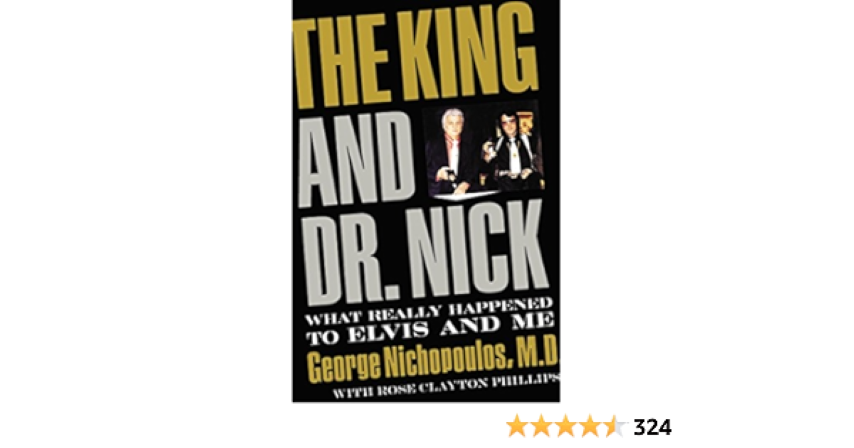 THE KING
AND
DR. NICK
WHAT REALLY HAPPENED
TO ELVIS AND ME
George Nichopoulos, M.D.
WITH ROSE CLAYTON PHILLIPS
324